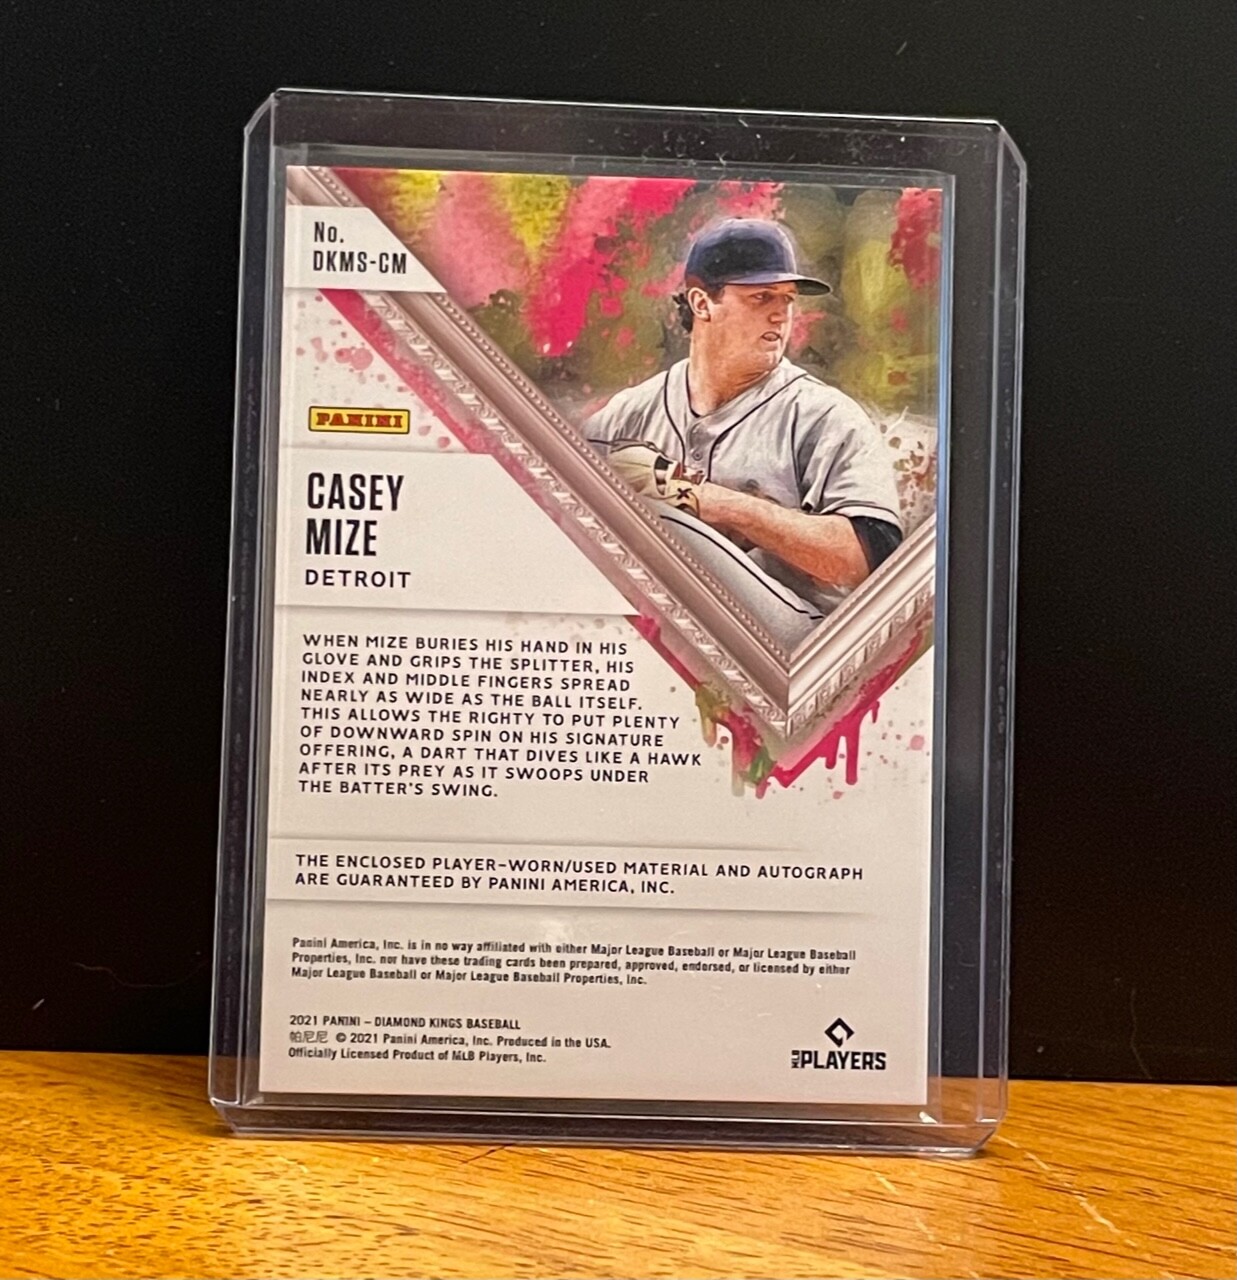 No.
DKMS-CM
PANINI
CASEY
MIZE
DETROIT
WHEN MIZE BURIES HIS HAND IN HIS
GLOVE AND GRIPS THE SPLITTER, HIS
INDEX AND MIDDLE FINGERS SPREAD
NEARLY AS WIDE AS THE BALL ITSELF.
THIS ALLOWS THE RIGHTY TO PUT PLENTY
OF DOWNWARD SPIN ON HIS SIGNATURE
OFFERING, A DART THAT DIVES LIKE A HAWK
AFTER ITS PREY AS IT SWOOPS UNDER
THE BATTER'S SWING.
THE ENCLOSED PLAYER-WORN/USED MATERIAL AND AUTOGRAPH
ARE GUARANTEED BY PANINI AMERICA, INC.
Panini America, Inc. is in no way affiliated with either Major League Baseball or Major League Baseball
Properties, Inc. nor have these trading cards been prepared, approved, endorsed, or licensed by either
Major League Baseball or Major League Baseball Properties, Inc.
2021 PANINI – DIAMOND KINGS BASEBALL
帕尼尼 © 2021 Panini America, Inc. Produced in the USA.
Officially Licensed Product of MLB Players, Inc.
MLB PLAYERS